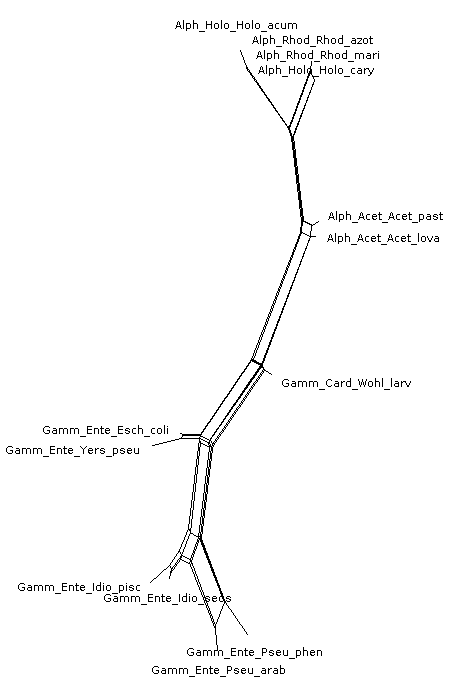 Alph_Holo_Holo_acum
Alph_Rhod_Rhod_azot
Alph_Rhod_Rhod_mari
Alph_Holo_Holo_cary
Alph_Acet_Acet_past
Alph_Acet_Acet_lova
Gamm_Card_Wohl_larv
Gamm_Ente_Esch_coli
Gamm_Ente_Yers_pseu
Gamm_Ente_Idio_pisc
Gamm_Ente_Idio_seos
Gamm_Ente_Pseu_phen
Gamm_Ente_Pseu_arab